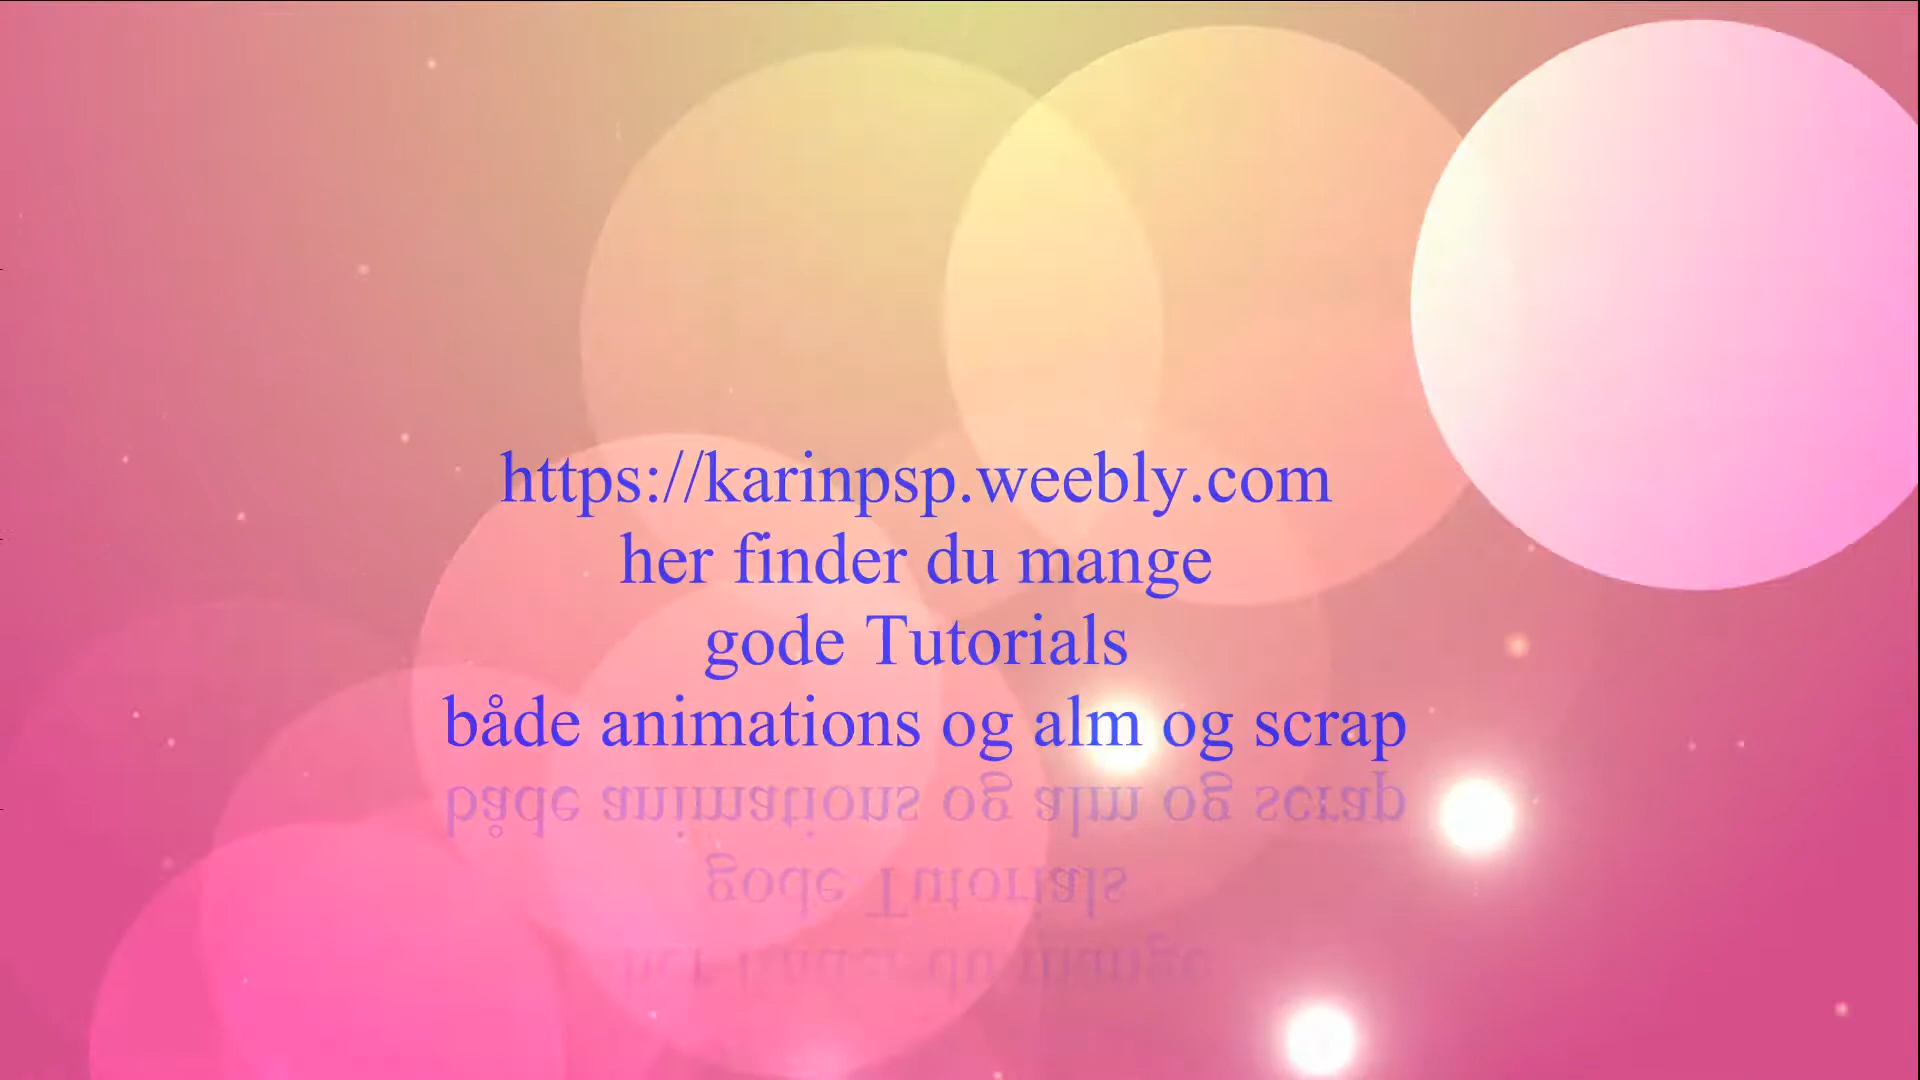 https://karinpsp.weebly.com
her finder du mange
gode Tutorials
både animations og alm og scrap